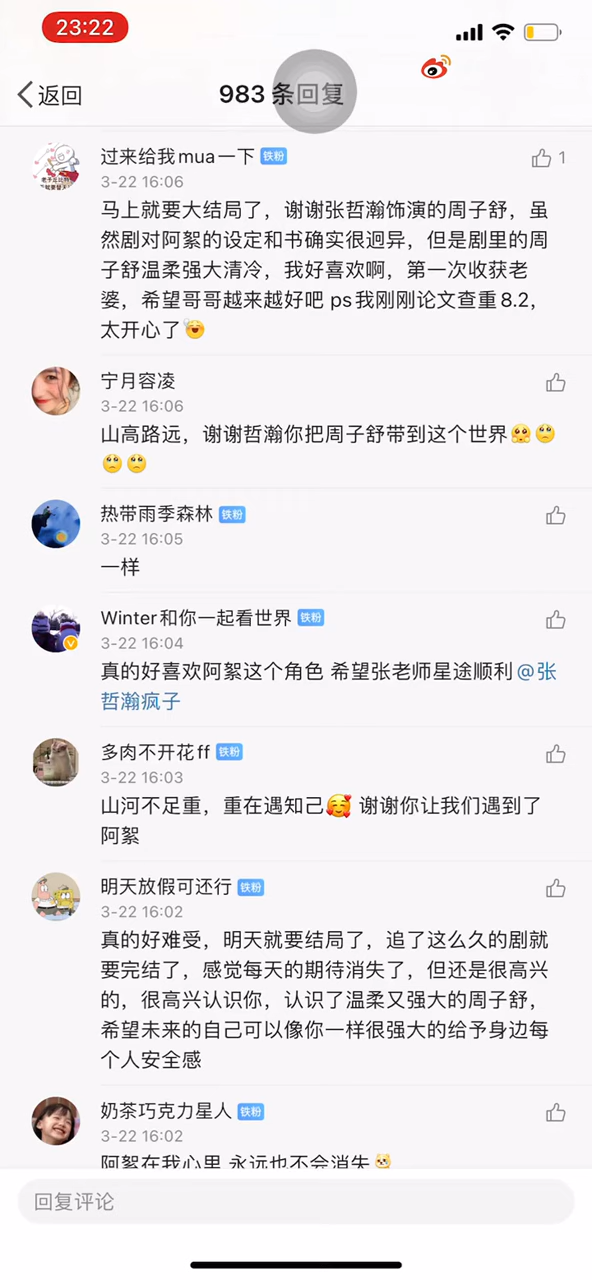 23:22
返回
983 条回复
过来给我mua一下 铁粉
1
3-22 16:06
马上就要大结局了，谢谢张哲瀚饰演的周子舒，虽
然剧对阿絮的设定和书确实很迥异，但是剧里的周
子舒温柔强大清冷，我好喜欢啊，第一次收获老
婆，希望哥哥越来越好吧 ps我刚刚论文查重8.2，
太开心了
宁月容凌
3-22 16:06
山高路远，谢谢哲瀚你把周子舒带到这个世界
热带雨季森林 铁粉
3-22 16:05
一样
Winter和你一起看世界 铁粉
3-22 16:04
真的好喜欢阿絮这个角色 希望张老师星途顺利@张
哲瀚疯子
多肉不开花ff 铁粉
3-22 16:03
山河不足重，重在遇知己🥰 谢谢你让我们遇到了
阿絮
明天放假可还行 铁粉
3-22 16:02
真的好难受，明天就要结局了，追了这么久的剧就
要完结了，感觉每天的期待消失了，但还是很高兴
的，很高兴认识你，认识了温柔又强大的周子舒，
希望未来的自己可以像你一样很强大的给予身边每
个人安全感
奶茶巧克力星人 铁粉
3-22 16:02
阿絮在我心里 永远也不会消失
回复评论